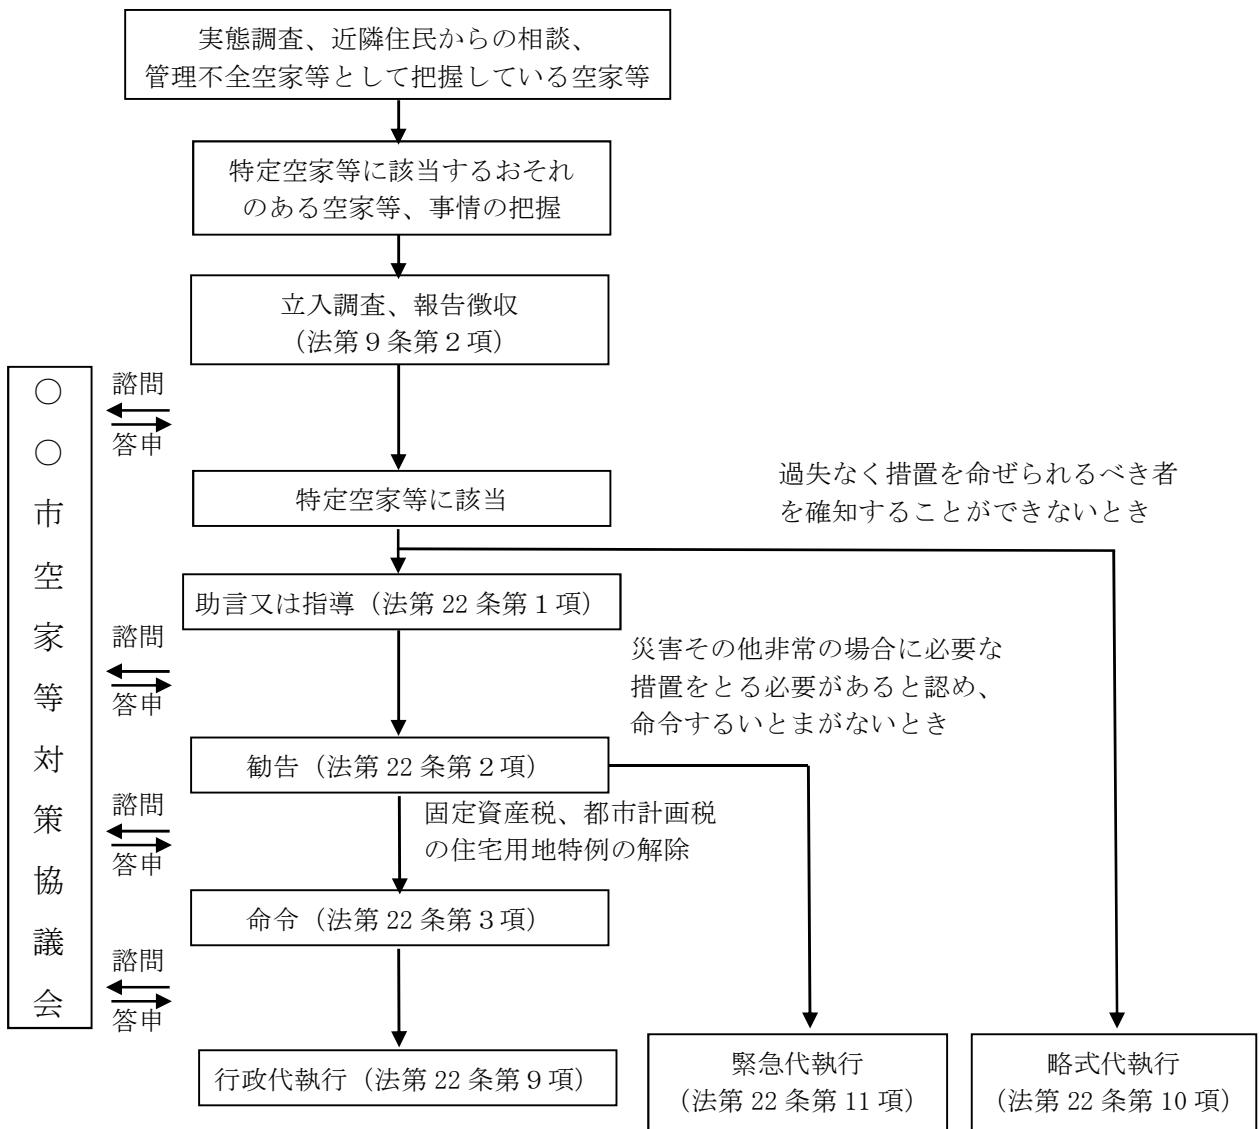 実態調査、近隣住民からの相談、
管理不全空家等として把握している空家等
特定空家等に該当するおそれ
のある空家等、事情の把握
立入調査、報告徴収
（法第９条第２項）
○○市空家等対策協議会
諮問
答申
特定空家等に該当
過失なく措置を命ぜられるべき者
を確知することができないとき
助言又は指導（法第 22 条第１項）
諮問
答申
災害その他非常の場合に必要な
措置をとる必要があると認め、
命令するいとまがないとき
勧告（法第 22 条第２項）
諮問
答申
固定資産税、都市計画税
の住宅用地特例の解除
命令（法第 22 条第３項）
諮問
答申
行政代執行（法第 22 条第９項）
緊急代執行
（法第 22 条第 11 項）
略式代執行
（法第 22 条第 10 項）